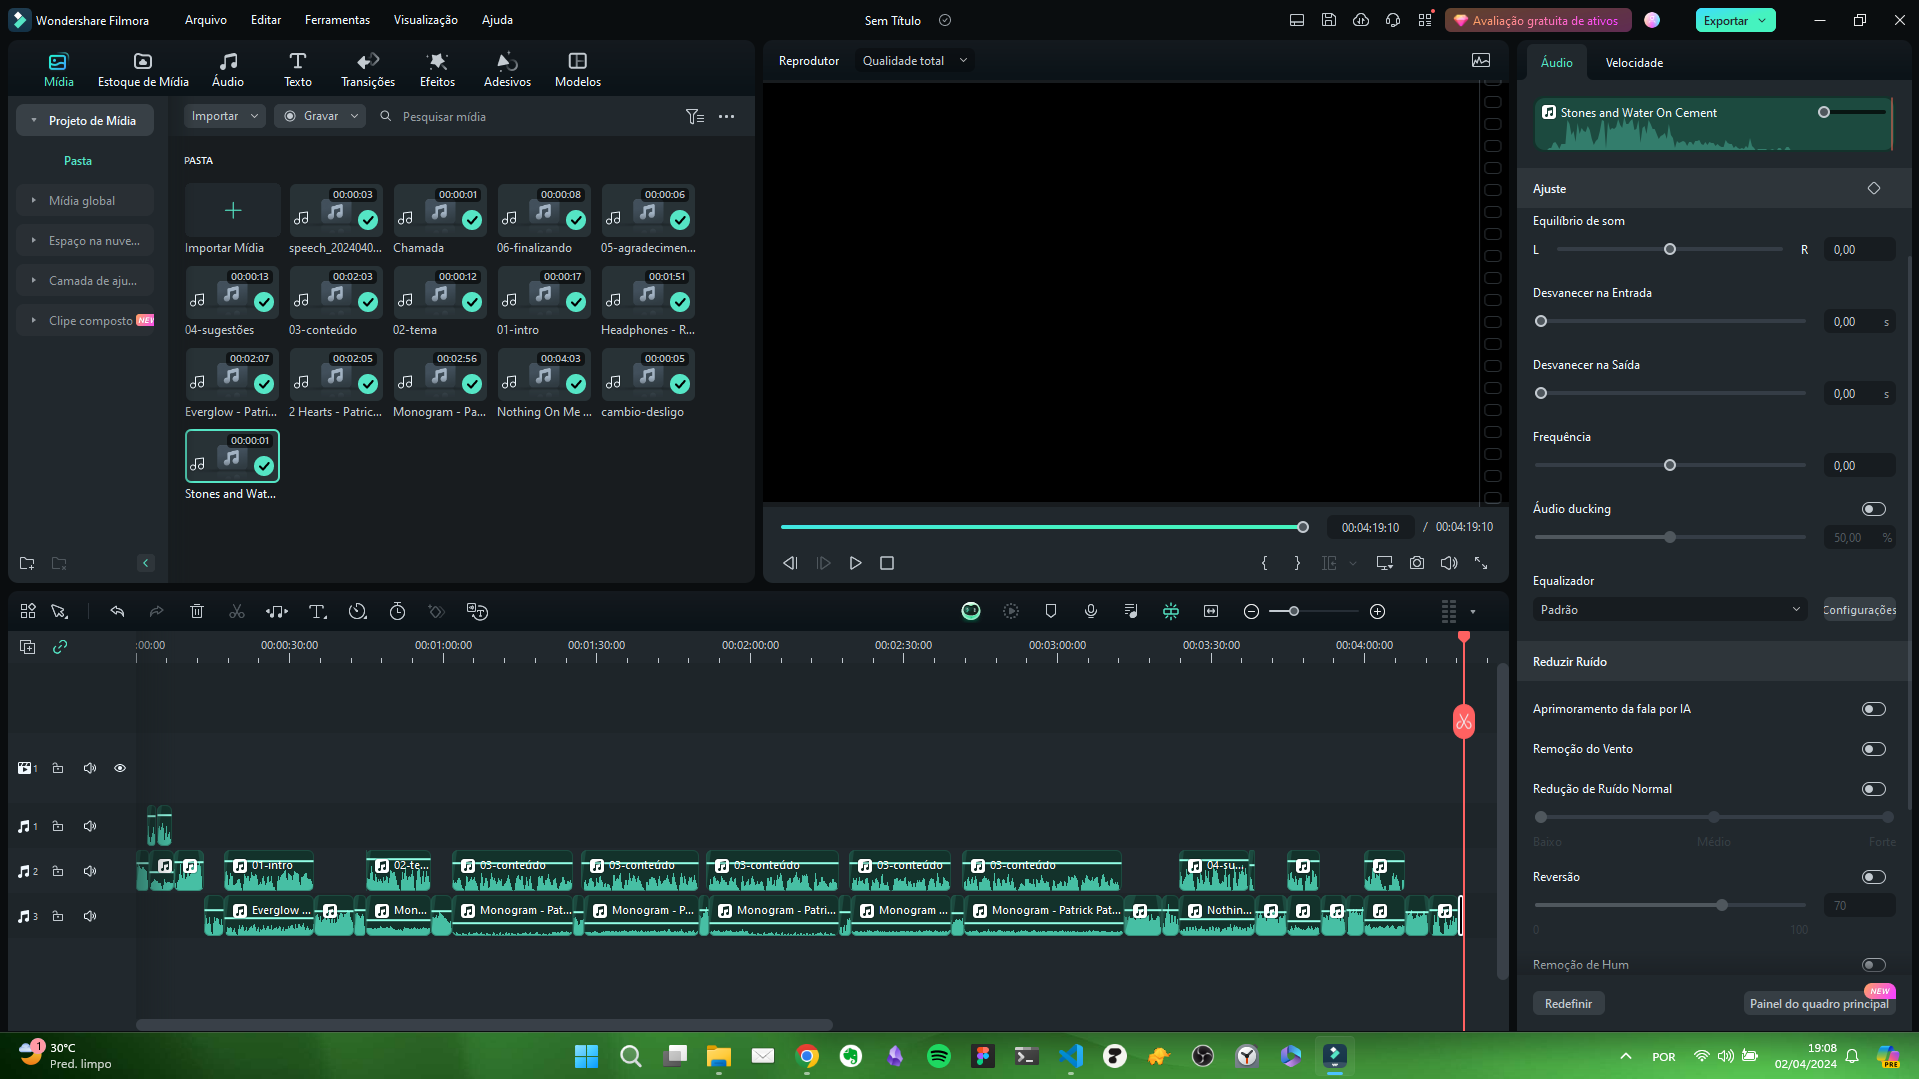 Wondershare Filmora
Arquivo
Editar
Ferramentas
Visualização
Ajuda
Sem Título
Avaliação gratuita de ativos
Exportar
Mídia
Estoque de Mídia
Áudio
Texto
Transições
Efeitos
Adesivos
Modelos
Projeto de Mídia
Pasta
Mídia global
Espaço na nuve...
Camada de aju...
Clipe composto
NEW
Importar
Gravar
Pesquisar mídia
PASTA
Importar Mídia
00:00:03
speech_2024040...
00:00:01
Chamada
00:00:08
06-finalizando
00:00:06
05-agradecimen...
00:00:13
04-sugestões
00:02:03
03-conteúdo
00:00:12
02-tema
00:00:17
01-intro
00:01:51
Headphones - R...
00:02:07
Everglow - Patri...
00:02:05
2 Hearts - Patric...
00:02:56
Monogram - Pa...
00:04:03
Nothing On Me ...
00:00:05
cambio-desligo
00:00:01
Stones and Wat...
Reprodutor
Qualidade total
00:04:19:10 / 00:04:19:10
Áudio
Velocidade
Stones and Water On Cement
Ajuste
Equilíbrio de som
L
R
0,00
Desvanecer na Entrada
0,00 s
Desvanecer na Saída
0,00 s
Frequência
0,00
Áudio ducking
50,00 %
Equalizador
Padrão
Configurações
Reduzir Ruído
Aprimoramento da fala por IA
Remoção do Vento
Redução de Ruído Normal
Baixo
Médio
Forte
Reversão
70
0
100
Remoção de Hum
NEW
Redefinir
Painel do quadro principal
:00:00
00:00:30:00
00:01:00:00
00:01:30:00
00:02:00:00
00:02:30:00
00:03:00:00
00:03:30:00
00:04:00:00
1
1
2
01-intro
02-te...
03-conteúdo
03-conteúdo
03-conteúdo
03-conteúdo
03-conteúdo
04-su...
3
Everglow ...
Mon...
Monogram - Pat...
Monogram - P...
Monogram - Patri...
Monogram ...
Monogram - Patrick Pat...
Nothin...
1
30°C
Pred. limpo
POR
19:08
02/04/2024
PRE